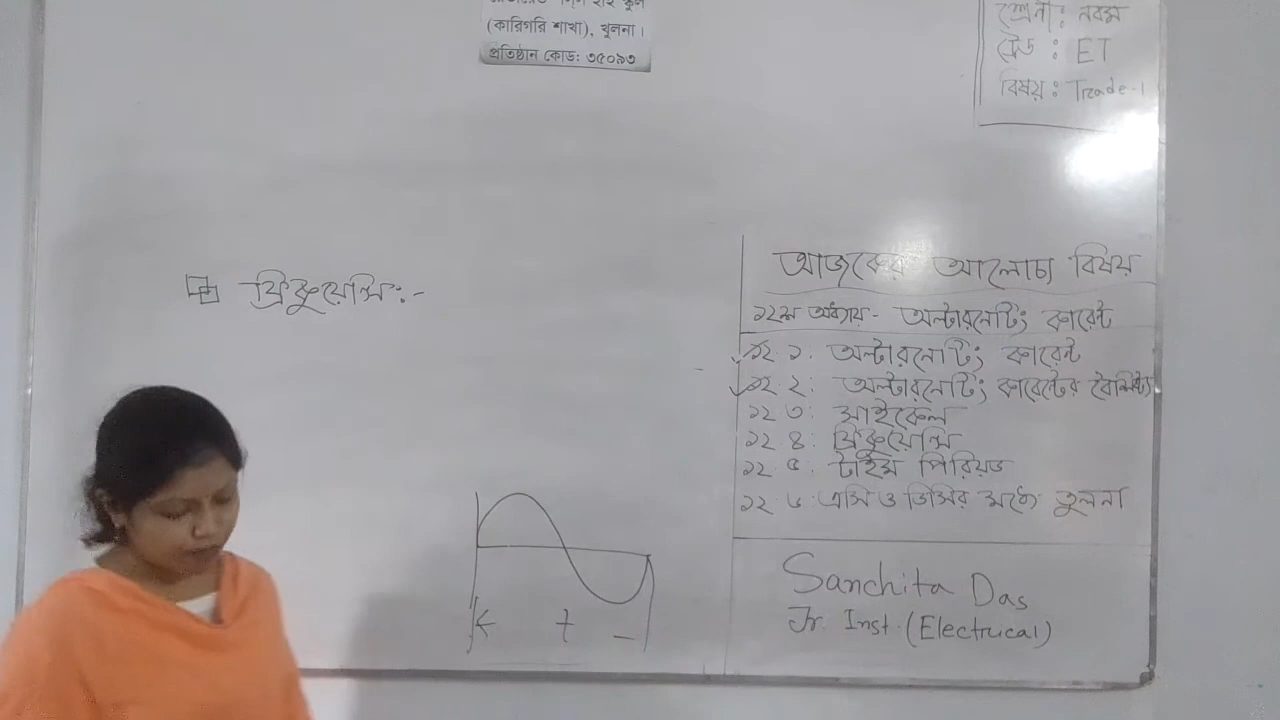 (কারিগরি শাখা), খুলনা।
প্রতিষ্ঠান কোড: ৩৫০৯৩
শ্রেণী: নবম
ট্রেড: ET
বিষয়: Trade-1
ফ্রিকুয়েন্সি:-
আজকের আলোচ্য বিষয়
১২শ অধ্যায়- অল্টারনেটিং কারেন্ট
১২.১: অল্টারনেটিং কারেন্ট
১২.২: অল্টারনেটিং কারেন্টের বৈশিষ্ট্য
১২.৩: সাইকেল
১২.৪: ফ্রিকুয়েন্সি
১২.৫: টাইম পিরিয়ড
১২.৬: এসি ও ডিসির মধ্যে তুলনা
Sanchita Das
Jr. Inst. (Electrical)